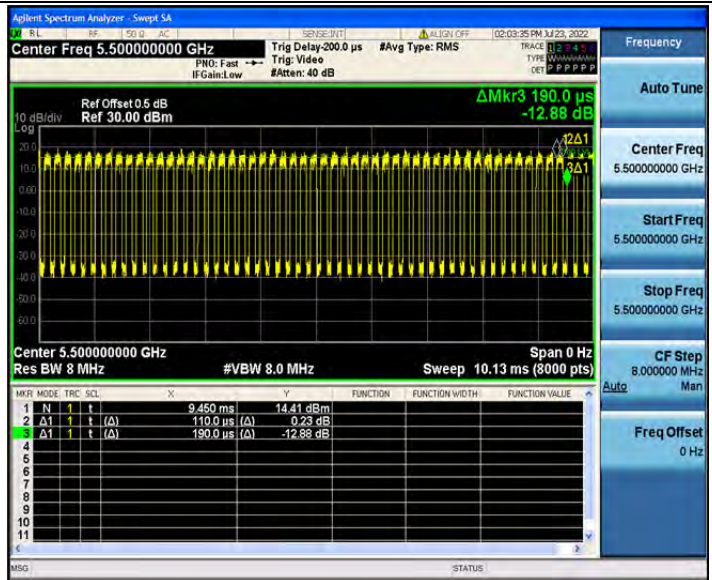 Agilent Spectrum Analyzer - Swept SA
RL RF 50 Ω AC SENSE:INT ALIGN OFF 02:03:35 PM Jul 23, 2022
Center Freq 5.500000000 GHz
Trig Delay-200.0 µs #Avg Type: RMS
TRACE 1 2 3 4 5 6
PNO: Fast Trig: Video
TYPE
IFGain:Low #Atten: 40 dB
DET P P P P P P
ΔMkr3 190.0 µs
-12.88 dB
Ref Offset 0.5 dB
10 dB/div Ref 30.00 dBm
Log
20.0
10.0
0.00
-10.0
-20.0
-30.0
-40.0
-50.0
-60.0
2Δ1
3Δ1
Center 5.500000000 GHz Span 0 Hz
Res BW 8 MHz #VBW 8.0 MHz Sweep 10.13 ms (8000 pts)
MKR MODE TRC SCL X Y FUNCTION FUNCTION WIDTH FUNCTION VALUE
1 N 1 t 9.450 ms 14.41 dBm
2 Δ1 1 t (Δ) 110.0 µs (Δ) 0.23 dB
3 Δ1 1 t (Δ) 190.0 µs (Δ) -12.88 dB
4
5
6
7
8
9
10
11
MSG STATUS
Frequency
Auto Tune
Center Freq
5.500000000 GHz
Start Freq
5.500000000 GHz
Stop Freq
5.500000000 GHz
CF Step
8.000000 MHz
Auto Man
Freq Offset
0 Hz